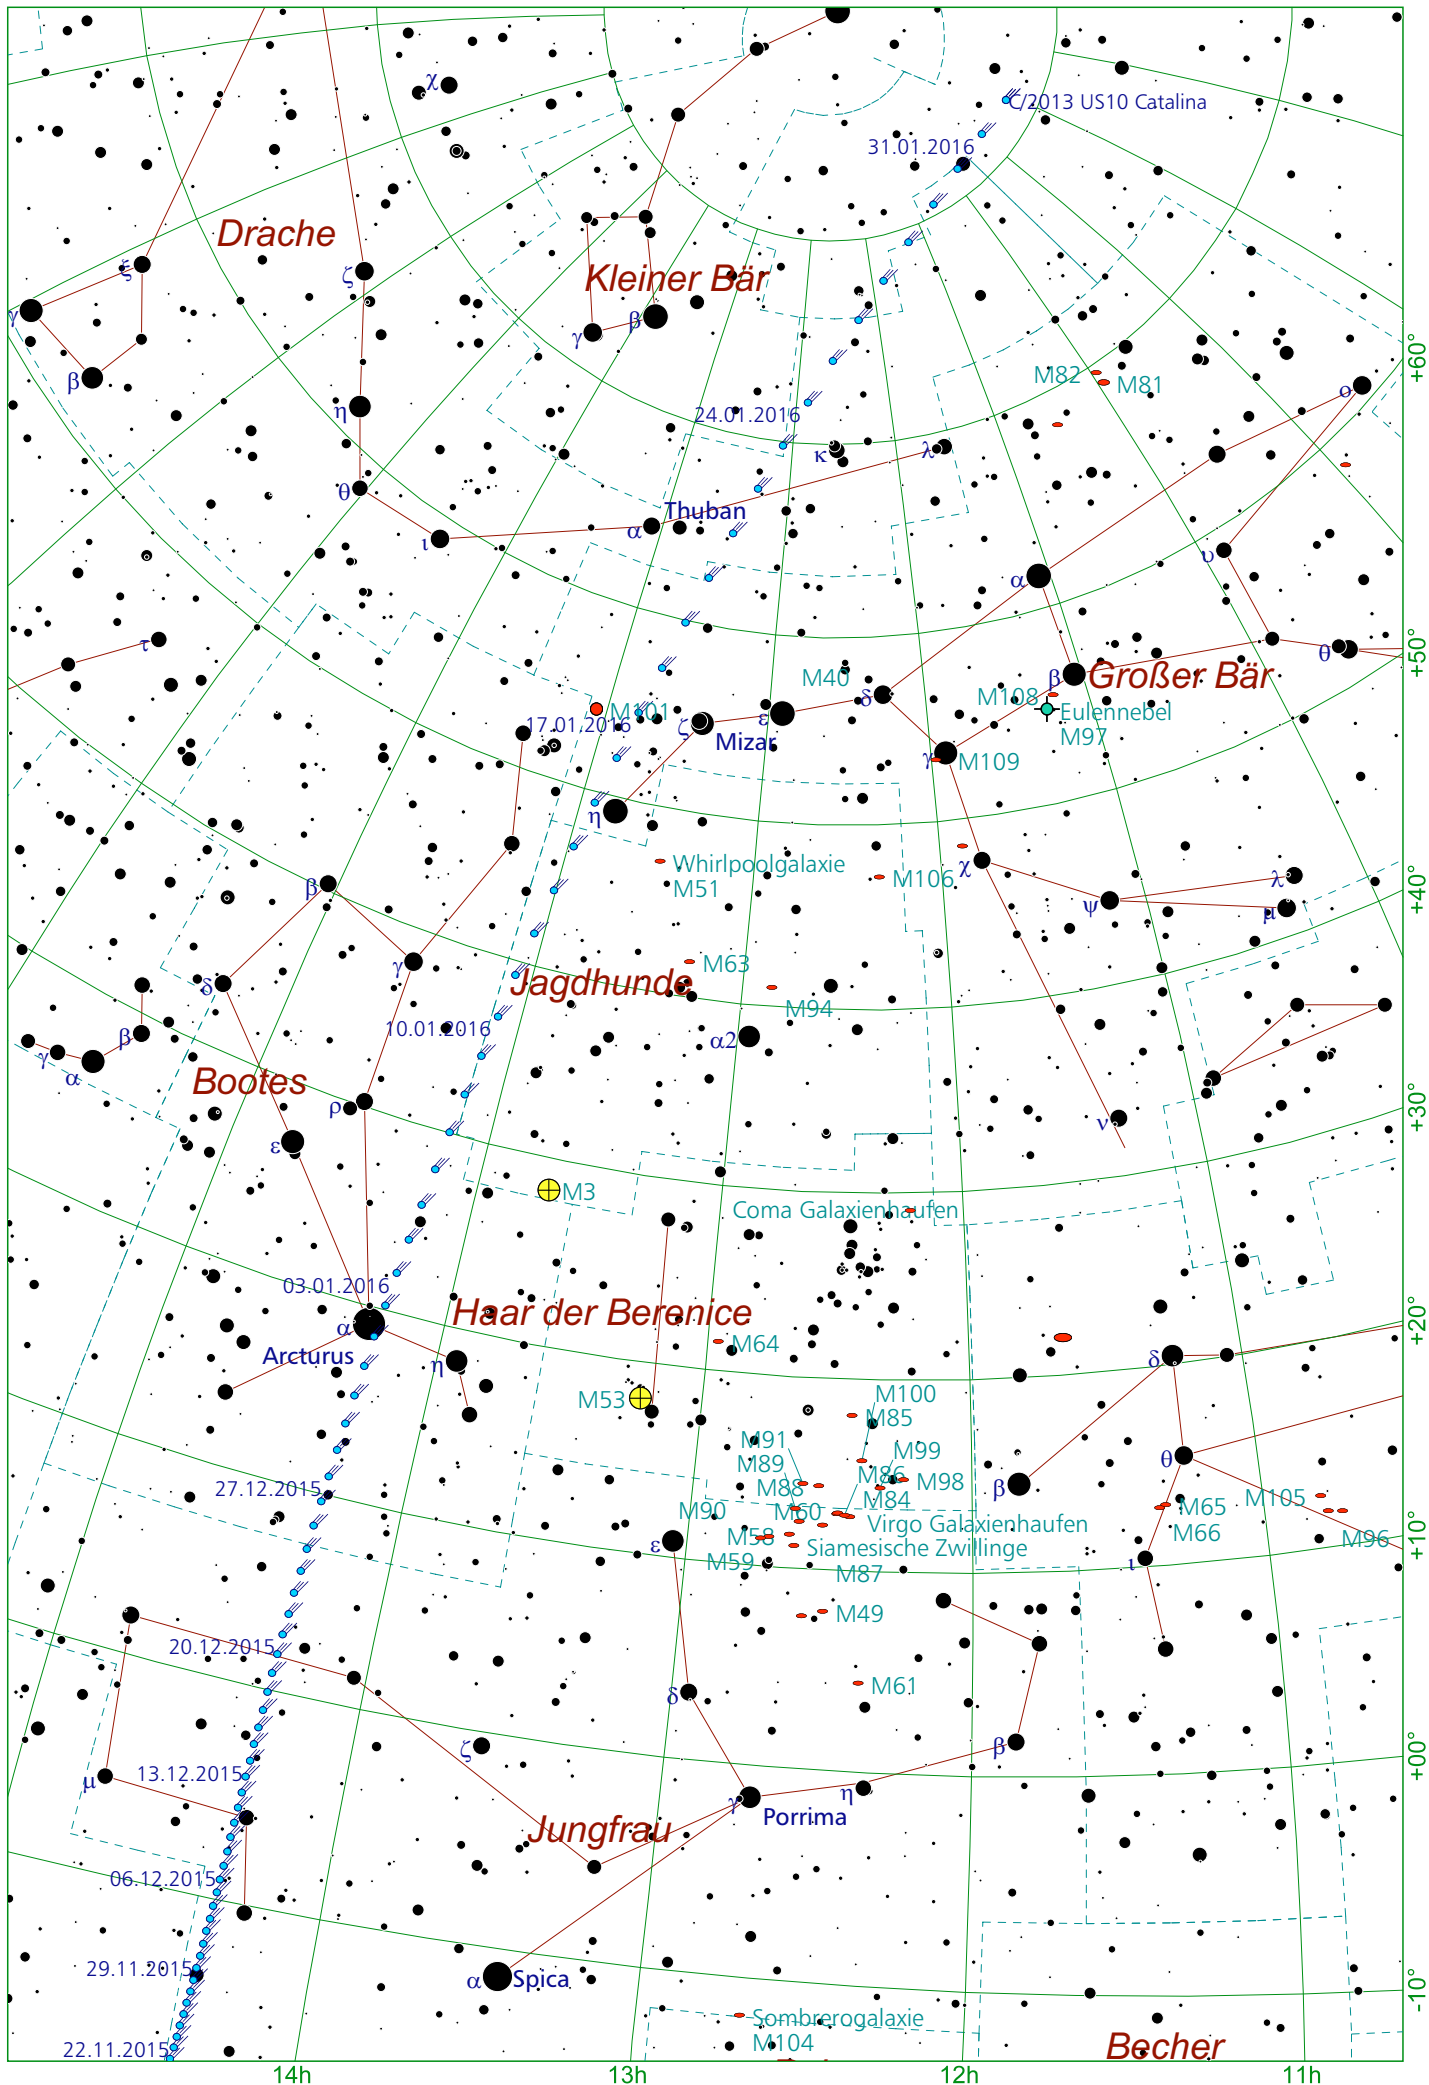 χ
C/2013 US10 Catalina
31.01.2016
Drache
ξ
ζ
Kleiner Bär
γ
β
γ
β
+60°
M82
M81
ο
η
24.01.2016
κ
λ
θ
Thuban
α
ι
υ
α
τ
+50°
θ
M40
δ
β
Großer Bär
M108
Eulennebel
M97
M101
17.01.2016
ζ
ε
Mizar
γ
M109
η
Whirlpoolgalaxie
M51
M106
χ
λ
β
ψ
μ
+40°
γ
M63
δ
Jagdhunde
M94
10.01.2016
α2
β
γ
α
Bootes
ρ
ν
+30°
ε
M3
Coma Galaxienhaufen
03.01.2016
Haar der Berenice
α
Arcturus
M64
+20°
η
δ
M53
M100
M85
M91
M99
M89
M86
M98
θ
27.12.2015
M88
M84
β
M105
M90
M60
M65
Virgo Galaxienhaufen
M66
M96
M58
ε
Siamesische Zwillinge
M59
ι
+10°
M87
M49
20.12.2015
M61
δ
ζ
β
+00°
μ
13.12.2015
γ
η
Porrima
Jungfrau
06.12.2015
29.11.2015
α
Spica
-10°
Sombrerogalaxie
M104
Becher
22.11.2015
14h
13h
12h
11h